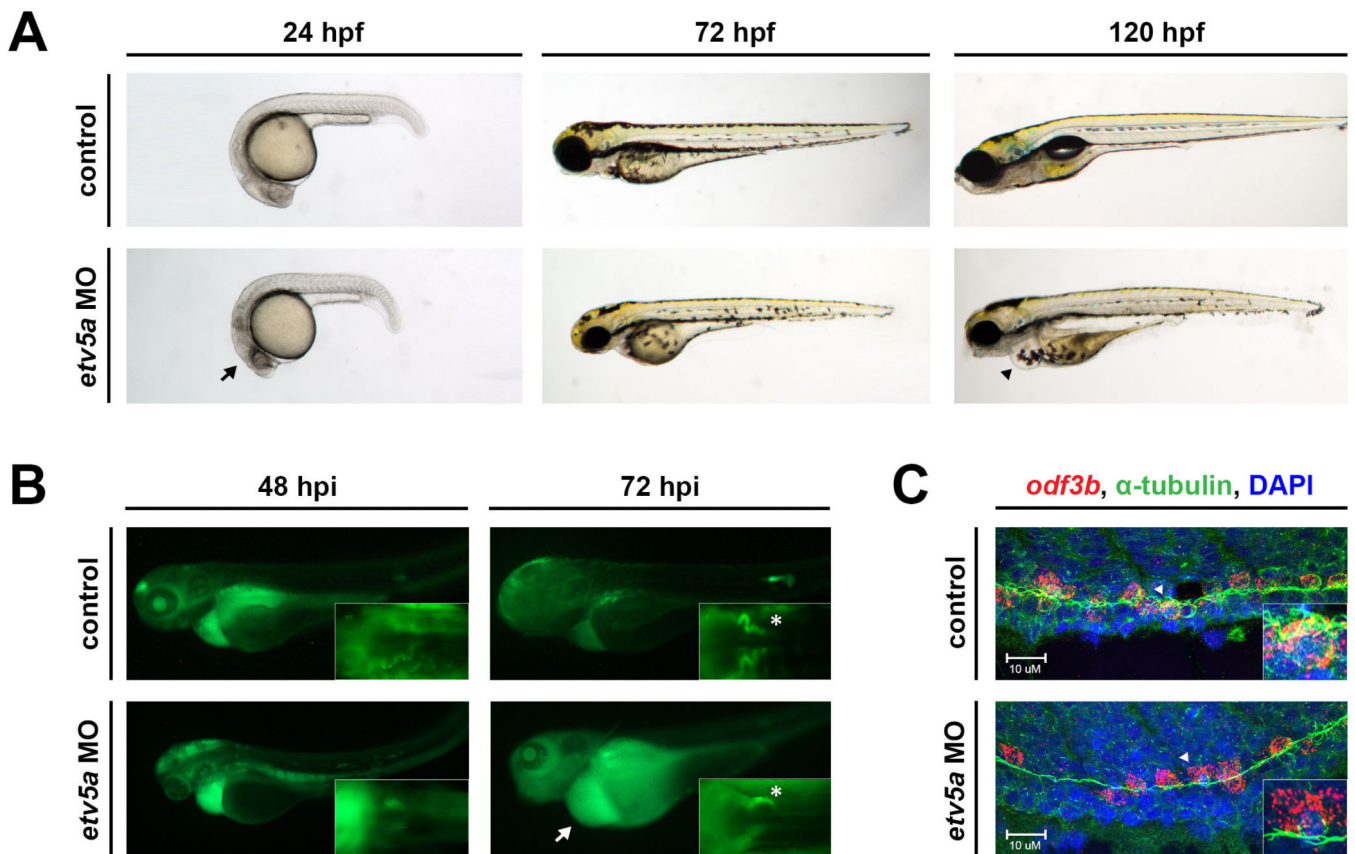 A
24 hpf
72 hpf
120 hpf
control
etv5a MO
B
48 hpi
72 hpi
control
*
etv5a MO
*
C
odf3b, α-tubulin, DAPI
control
10 uM
etv5a MO
10 uM